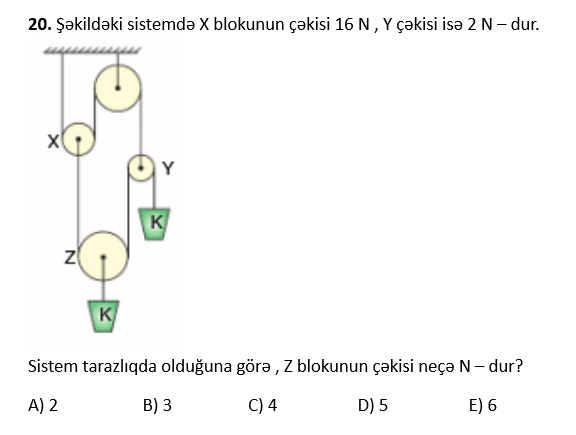 20. Şəkildəki sistemdə X blokunun çəkisi 16 N , Y çəkisi isə 2 N – dur.
X
Y
K
Z
K
Sistem tarazlıqda olduğuna görə , Z blokunun çəkisi neçə N – dur?
A) 2 B) 3 C) 4 D) 5 E) 6